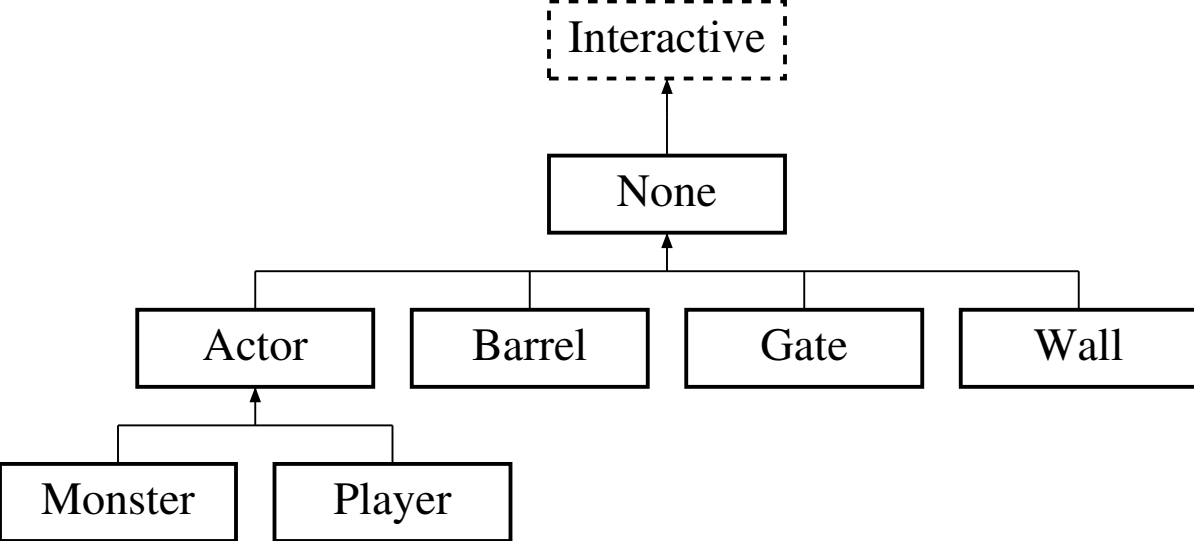 Interactive
None
Actor
Barrel
Gate
Wall
Monster
Player